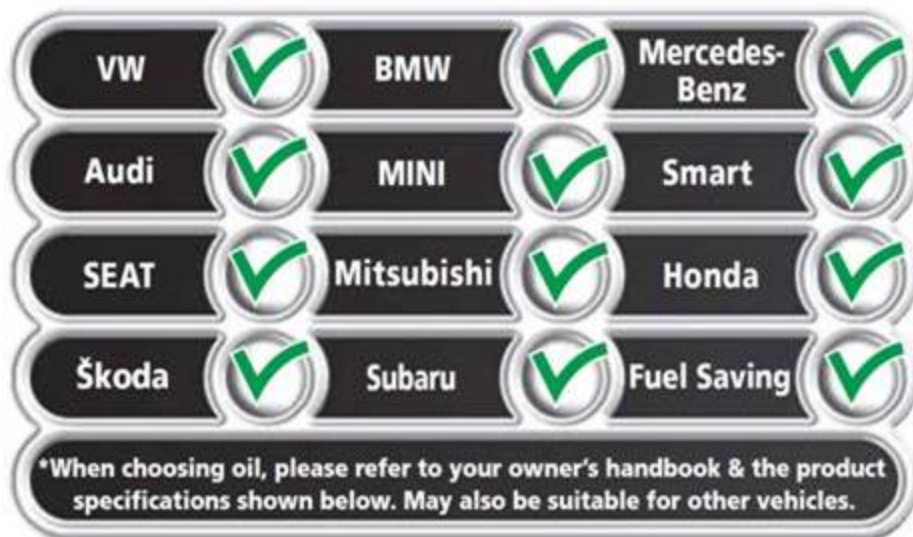 VW BMW Mercedes-
Benz
Audi MINI Smart
SEAT Mitsubishi Honda
Škoda Subaru Fuel Saving
*When choosing oil, please refer to your owner's handbook & the product
specifications shown below. May also be suitable for other vehicles.